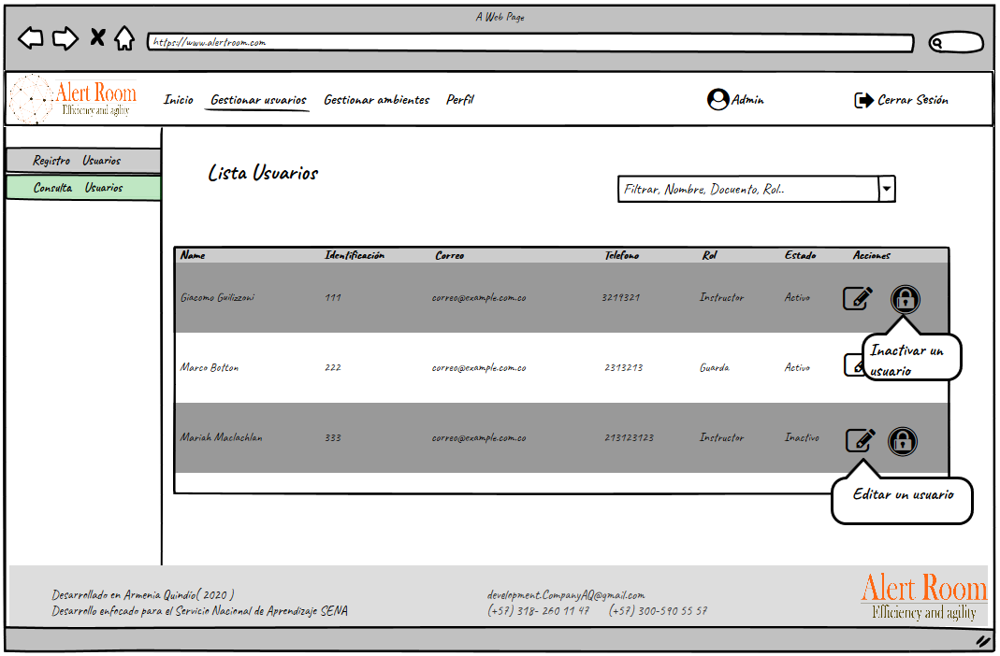 A Web Page
https://www.alertroom.com
Alert Room
Efficiency and agility
Inicio Gestionar usuarios Gestionar ambientes Perfil Admin Cerrar Sesión
Registro Usuarios
Consulta Usuarios
Lista Usuarios
Filtrar, Nombre, Docuento, Rol..
Name Identificación Correo Telefono Rol Estado Acciones
Giacomo Guilizzoni 111 correo@example.com.co 3219321 Instructor Activo
Inactivar un
usuario
Marco Botton 222 correo@example.com.co 2313213 Guarda Activo
Mariah Maclachlan 333 correo@example.com.co 213123123 Instructor Inactivo
Editar un usuario
Desarrollado en Armenia Quindío( 2020 )
Desarrollo enfocado para el Servicio Nacional de Aprendizaje SENA
development.CompanyAQ@gmail.com
(+57) 318- 260 11 47 (+57) 300-590 55 57
Alert Room
Efficiency and agility